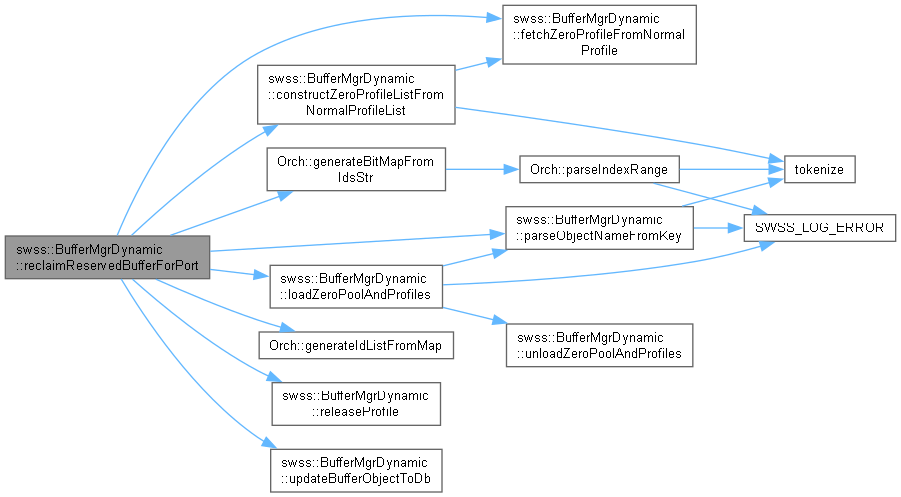 swss::BufferMgrDynamic
::fetchZeroProfileFromNormal
Profile
swss::BufferMgrDynamic
::constructZeroProfileListFrom
NormalProfileList
Orch::generateBitMapFrom
IdsStr
Orch::parseIndexRange
tokenize
swss::BufferMgrDynamic
::parseObjectNameFromKey
SWSS_LOG_ERROR
swss::BufferMgrDynamic
::reclaimReservedBufferForPort
swss::BufferMgrDynamic
::loadZeroPoolAndProfiles
Orch::generateIdListFromMap
swss::BufferMgrDynamic
::unloadZeroPoolAndProfiles
swss::BufferMgrDynamic
::releaseProfile
swss::BufferMgrDynamic
::updateBufferObjectToDb